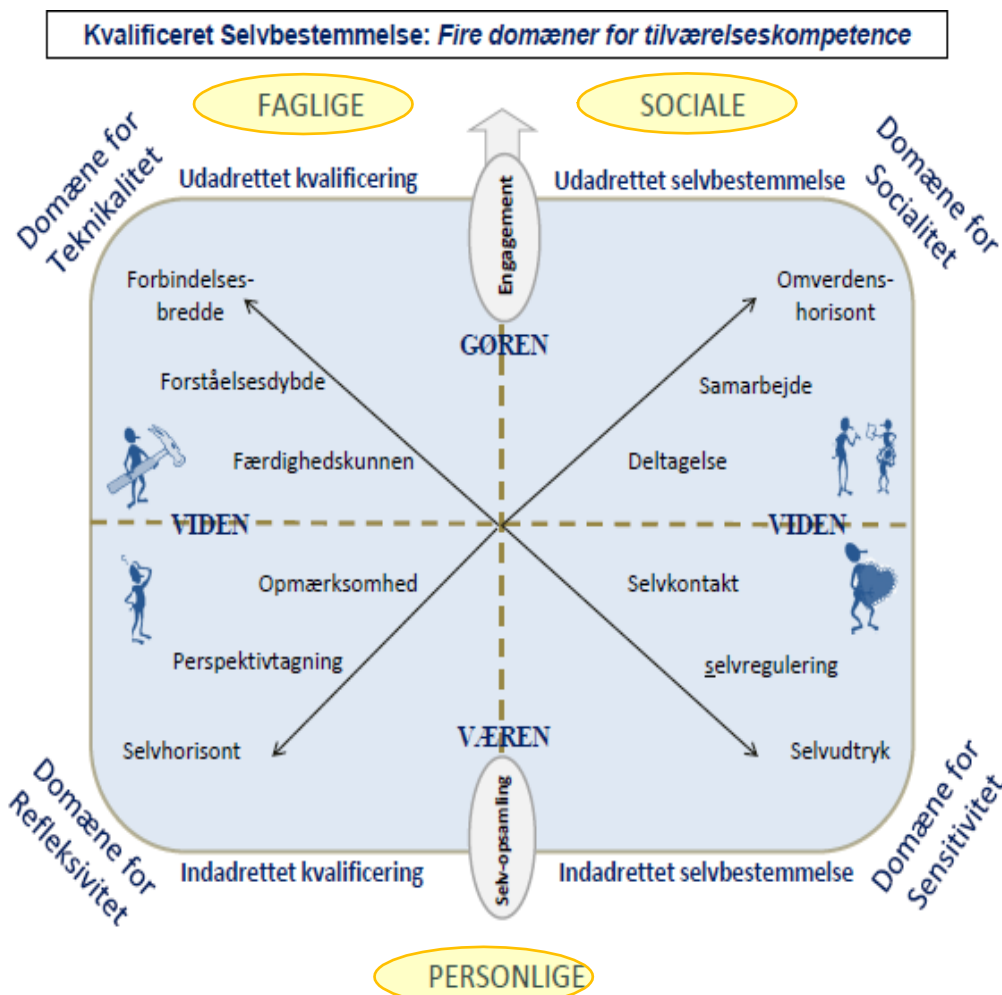 Kvalificeret Selvbestemmelse: Fire domæner for tilværelseskompetence
FAGLIGE
SOCIALE
Domæne for
Teknikalitet
Udadrettet kvalificering
Engagement
Udadrettet selvbestemmelse
Domæne for
Socialitet
Forbindelses-
bredde
Omverdens-
horisont
GØREN
Forståelsesdybde
Samarbejde
Færdighedskunnen
Deltagelse
VIDEN
VIDEN
Opmærksomhed
Selvkontakt
Perspektivtagning
selvregulering
VÆREN
Selvhorisont
Selvudtryk
Domæne for
Refleksivitet
Indadrettet kvalificering
Selv-opsamling
Indadrettet selvbestemmelse
Domæne for
Sensitivitet
PERSONLIGE